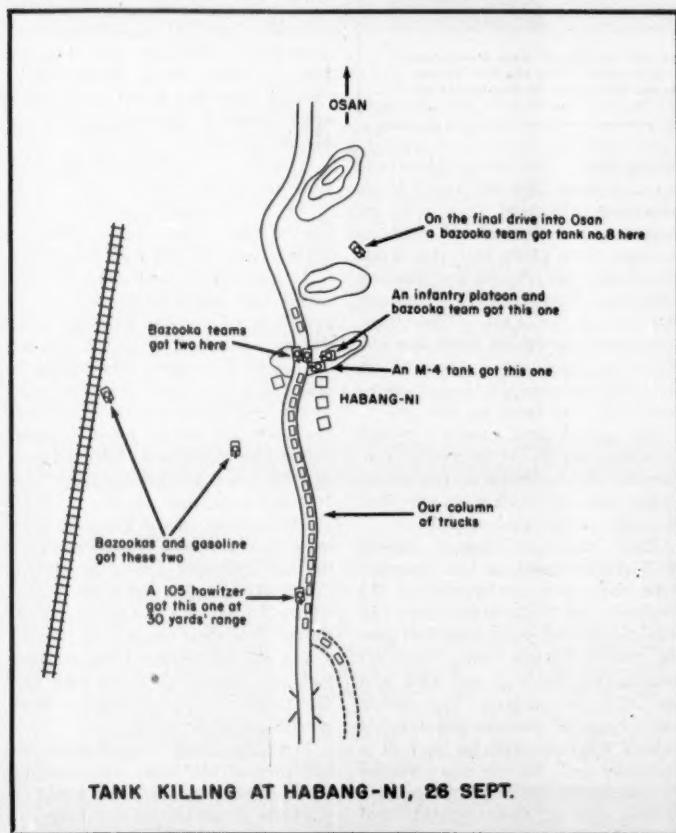 OSAN
On the final drive into Osan
a bazooka team got tank no.8 here
An infantry platoon and
bazooka team got this one
Bazooka teams
got two here
An M-4 tank got this one
HABANG-NI
Our column
of trucks
Bazookas and gasoline
got these two
A 105 howitzer
got this one at
30 yards' range
TANK KILLING AT HABANG-NI, 26 SEPT.